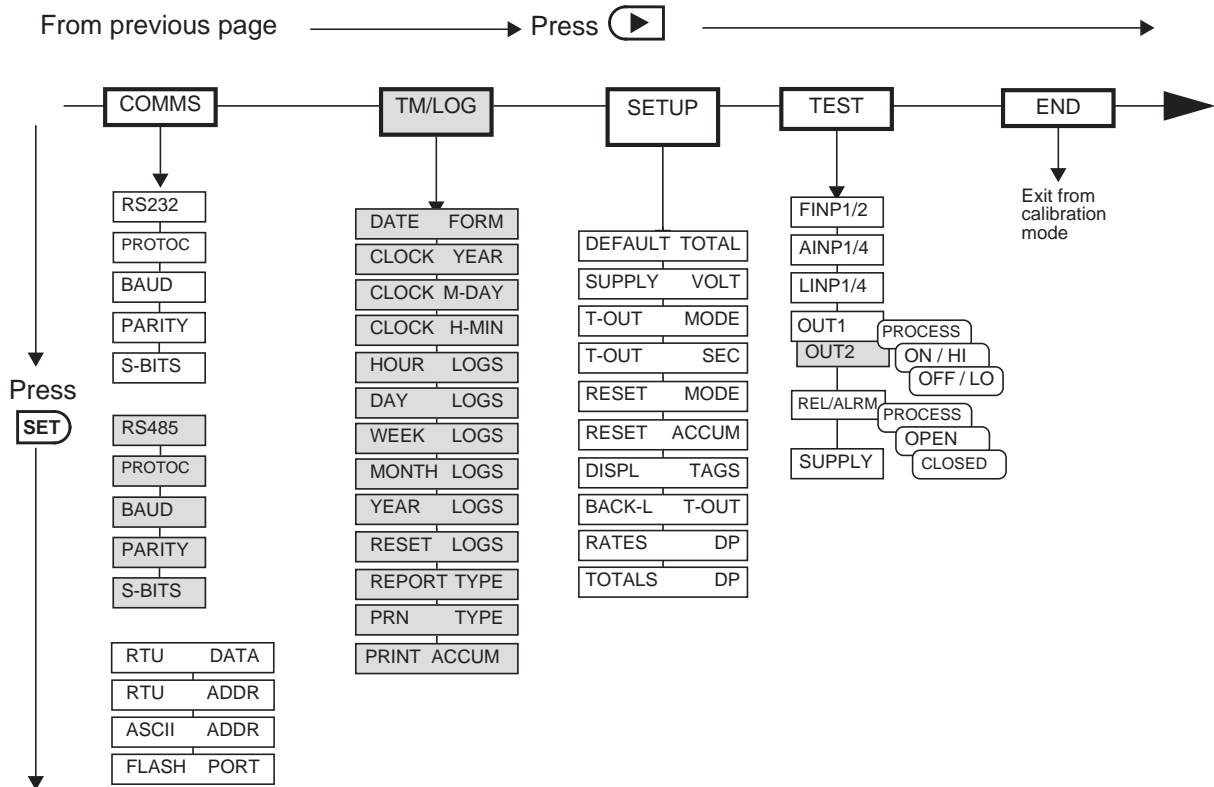 From previous page
Press
COMMS
TM/LOG
SETUP
TEST
END
Press
SET
RS232
PROTOC
BAUD
PARITY
S-BITS
RS485
PROTOC
BAUD
PARITY
S-BITS
RTU DATA
RTU ADDR
ASCII ADDR
FLASH PORT
DATE FORM
CLOCK YEAR
CLOCK M-DAY
CLOCK H-MIN
HOUR LOGS
DAY LOGS
WEEK LOGS
MONTH LOGS
YEAR LOGS
RESET LOGS
REPORT TYPE
PRN TYPE
PRINT ACCUM
DEFAULT TOTAL
SUPPLY VOLT
T-OUT MODE
T-OUT SEC
RESET MODE
RESET ACCUM
DISPL TAGS
BACK-L T-OUT
RATES DP
TOTALS DP
FINP1/2
AINP1/4
LINP1/4
OUT1
OUT2
PROCESS
ON / HI
OFF / LO
REL/ALRM
PROCESS
OPEN
CLOSED
SUPPLY
Exit from
calibration
mode